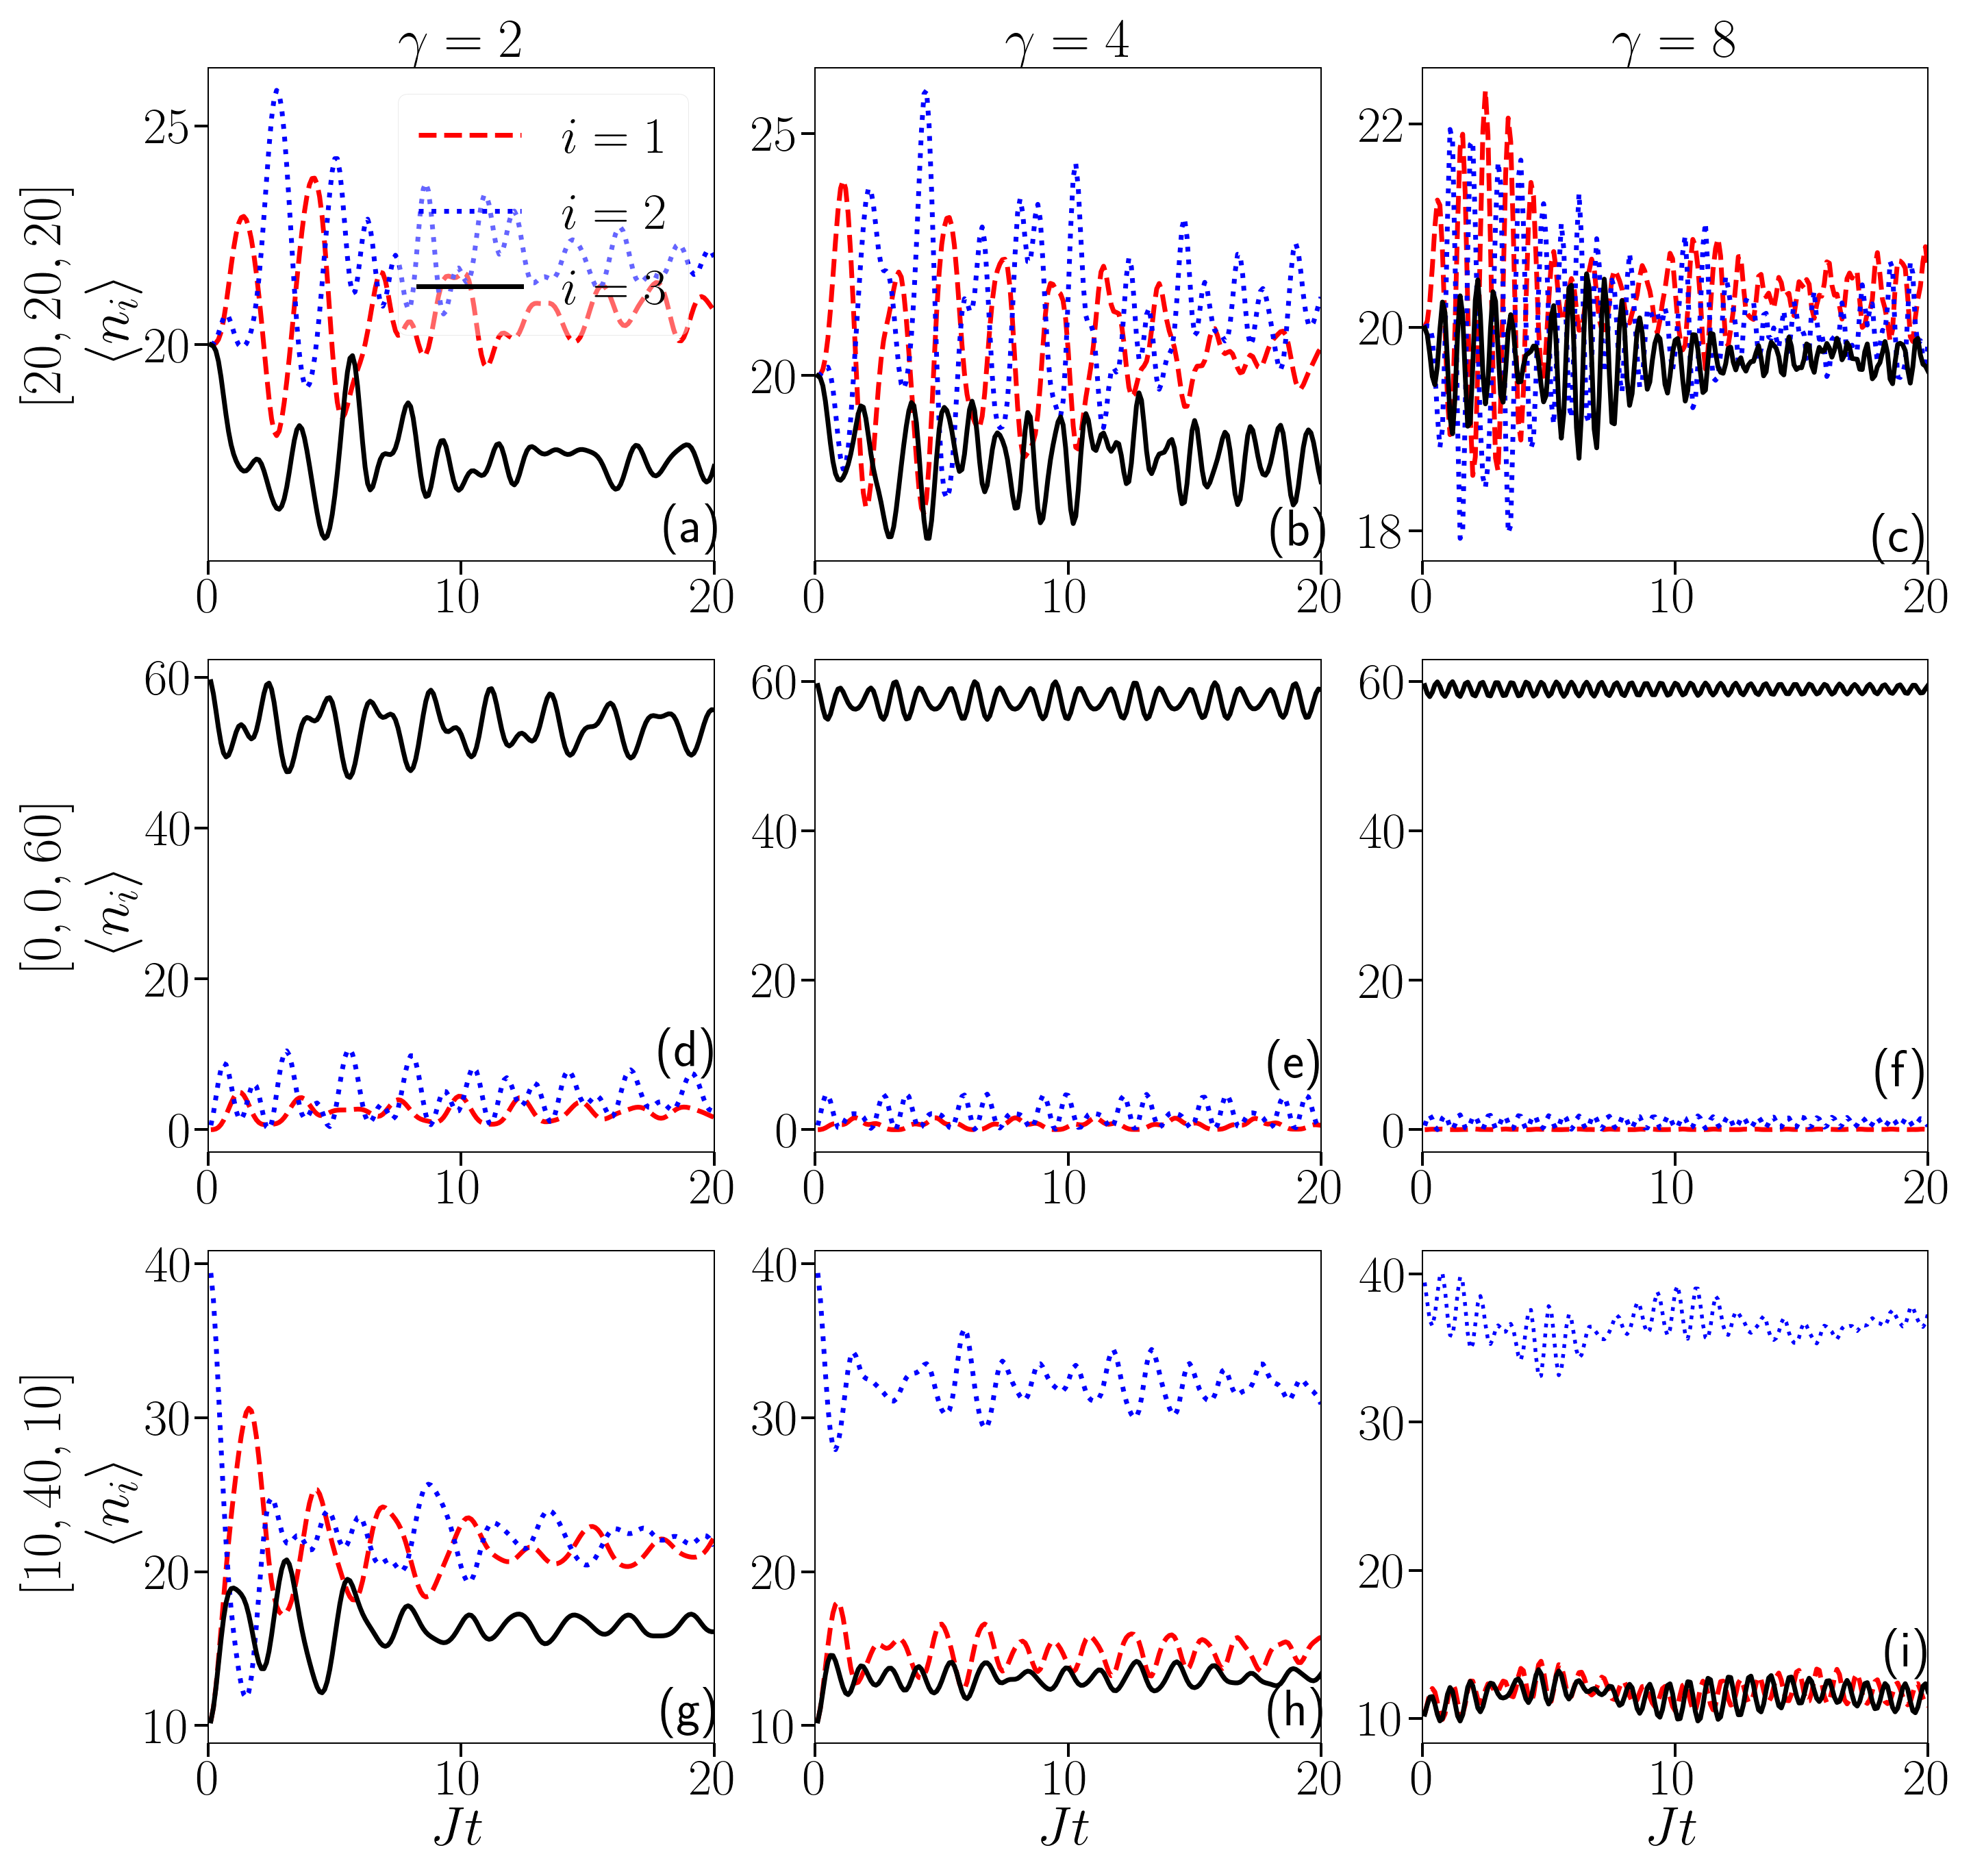 γ = 2
γ = 4
γ = 8
[20, 20, 20]
⟨n_i⟩
25
20
i = 1
i = 2
i = 3
(a)
0 10 20
25
20
(b)
0 10 20
22
20
18
(c)
0 10 20
[0, 0, 60]
⟨n_i⟩
60
40
20
0
(d)
0 10 20
60
40
20
0
(e)
0 10 20
60
40
20
0
(f)
0 10 20
[10, 40, 10]
⟨n_i⟩
40
30
20
10
(g)
0 10 20
Jt
40
30
20
10
(h)
0 10 20
Jt
40
30
20
10
(i)
0 10 20
Jt